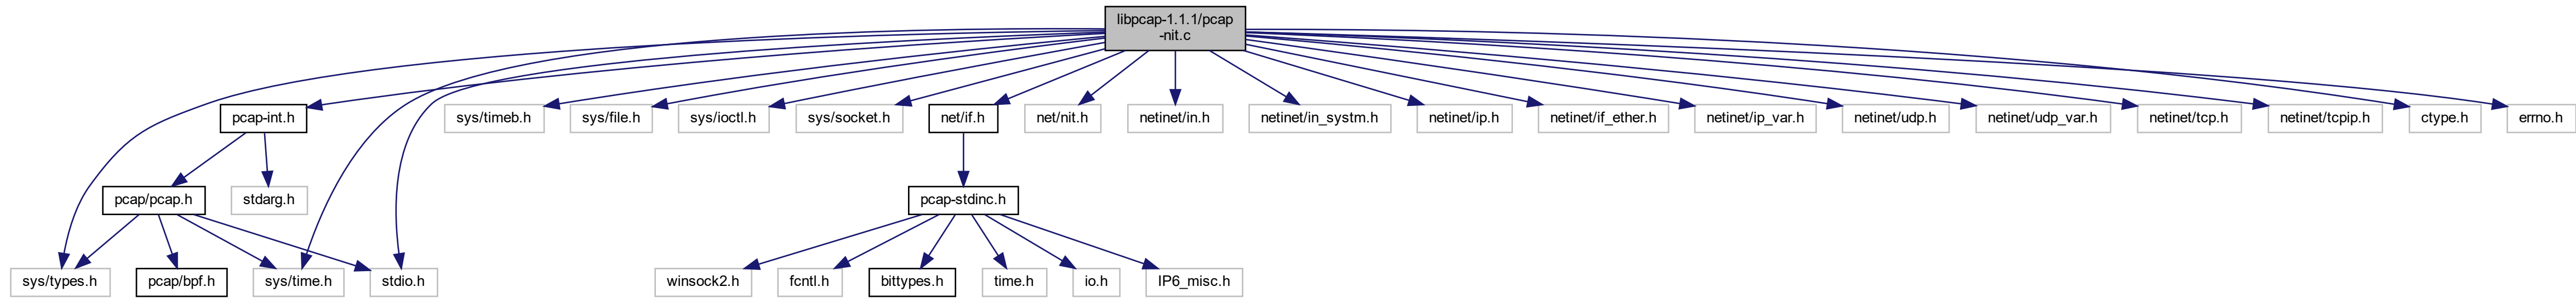 libpcap-1.1.1/pcap
-nit.c
pcap-int.h
sys/timeb.h
sys/file.h
sys/ioctl.h
sys/socket.h
net/if.h
net/nit.h
netinet/in.h
netinet/in_systm.h
netinet/ip.h
netinet/if_ether.h
netinet/ip_var.h
netinet/udp.h
netinet/udp_var.h
netinet/tcp.h
netinet/tcpip.h
ctype.h
errno.h
pcap/pcap.h
stdarg.h
pcap-stdinc.h
sys/types.h
pcap/bpf.h
sys/time.h
stdio.h
winsock2.h
fcntl.h
bittypes.h
time.h
io.h
IP6_misc.h